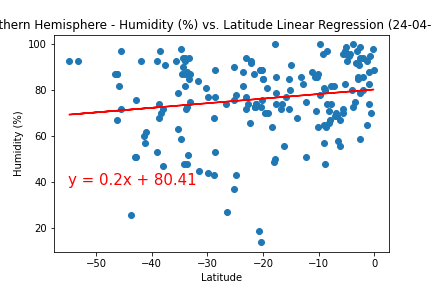 thern Hemisphere - Humidity (%) vs. Latitude Linear Regression (24-04-
100
80
60
40
20
Humidity (%)
y = 0.2x + 80.41
−50 −40 −30 −20 −10 0
Latitude